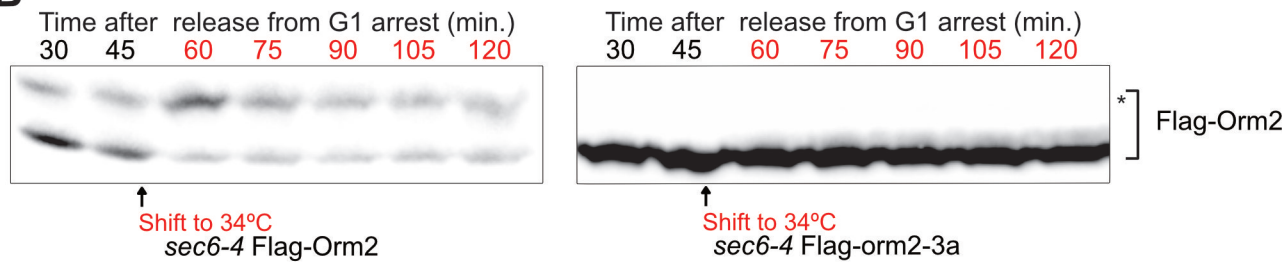 Time after release from G1 arrest (min.)
30 45 60 75 90 105 120
Shift to 34ºC
sec6-4 Flag-Orm2
Time after release from G1 arrest (min.)
30 45 60 75 90 105 120
*
Flag-Orm2
Shift to 34ºC
sec6-4 Flag-orm2-3a